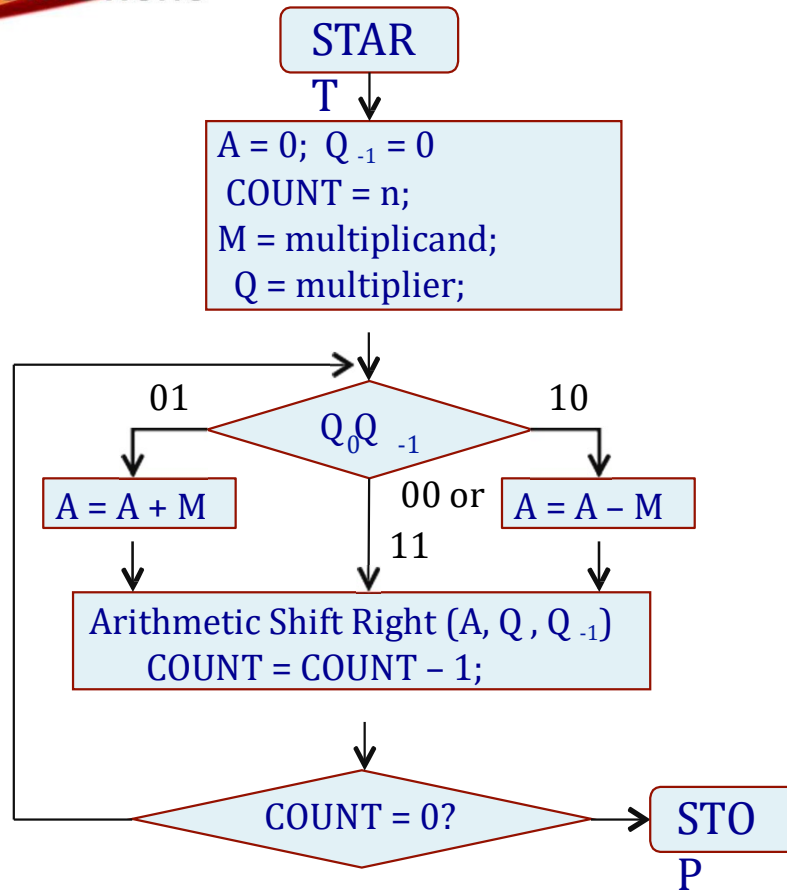 STAR
T
A = 0; Q -1 = 0
COUNT = n;
M = multiplicand;
Q = multiplier;
01
10
Q0Q -1
A = A + M
00 or
11
A = A – M
Arithmetic Shift Right (A, Q , Q -1)
COUNT = COUNT – 1;
COUNT = 0?
STO
P